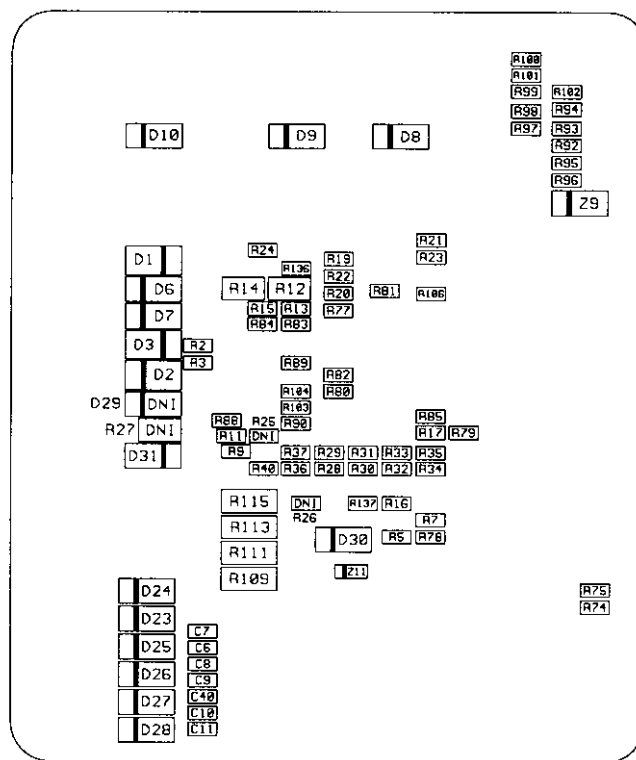 R100
R101
R99 R102
R98 R94
R97 R93
D10 D9 D8
R92
R95
R96
Z9
R21
R24 R23
D1 R136 R19
R22
D6 R14 R12 R20 R81 R106
D7 R15 R13 R77
R84 R83
D3 R2
R3 R89
D2 R82
R104 R80
D29 DNI R103
R88 R25 R90 R85
R27 DNI R11 DNI R17 R79
D31 R9 R37 R29 R31 R33 R35
R40 R36 R28 R30 R32 R34
R115 DNI R137 R16
R26 R7
R113 D30 R5 R78
R111
R109 Z11
D24 R75
R74
D23 C7
D25 C6
C8
D26 C9
D27 C40
C10
D28 C11